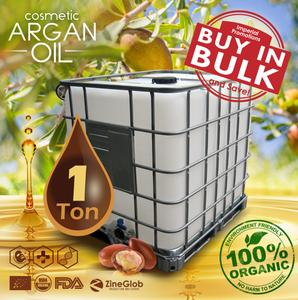 cosmetic
ARGAN
OIL
Imperial
Promotions
BUY IN
BULK
and Save!
1
Ton
ENVIRONMENT FRIENDLY
100%
ORGANIC
NO HARM TO NATURE
FDA
ZineGlob